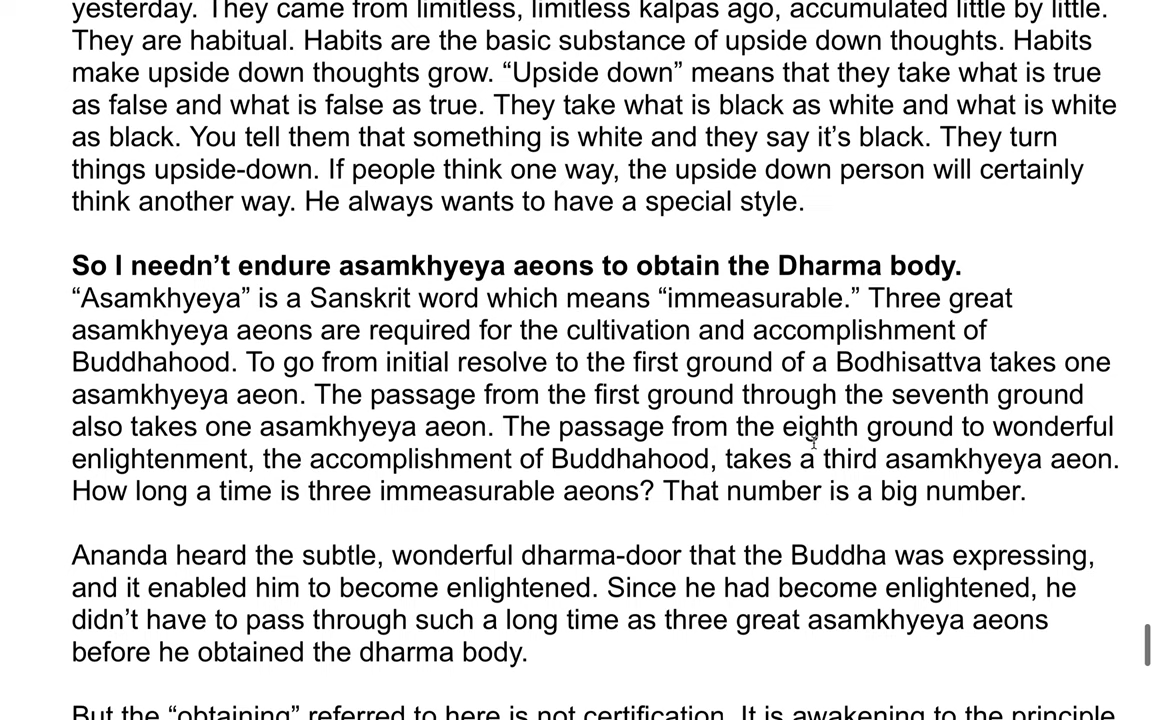 yesterday. They came from limitless, limitless kalpas ago, accumulated little by little.
They are habitual. Habits are the basic substance of upside down thoughts. Habits
make upside down thoughts grow. “Upside down” means that they take what is true
as false and what is false as true. They take what is black as white and what is white
as black. You tell them that something is white and they say it’s black. They turn
things upside-down. If people think one way, the upside down person will certainly
think another way. He always wants to have a special style.
So I needn’t endure asamkhyeya aeons to obtain the Dharma body.
“Asamkhyeya” is a Sanskrit word which means “immeasurable.” Three great
asamkhyeya aeons are required for the cultivation and accomplishment of
Buddhahood. To go from initial resolve to the first ground of a Bodhisattva takes one
asamkhyeya aeon. The passage from the first ground through the seventh ground
also takes one asamkhyeya aeon. The passage from the eighth ground to wonderful
enlightenment, the accomplishment of Buddhahood, takes a third asamkhyeya aeon.
How long a time is three immeasurable aeons? That number is a big number.
Ananda heard the subtle, wonderful dharma-door that the Buddha was expressing,
and it enabled him to become enlightened. Since he had become enlightened, he
didn’t have to pass through such a long time as three great asamkhyeya aeons
before he obtained the dharma body.
But the “obtaining” referred to here is not certification. It is awakening to the principle